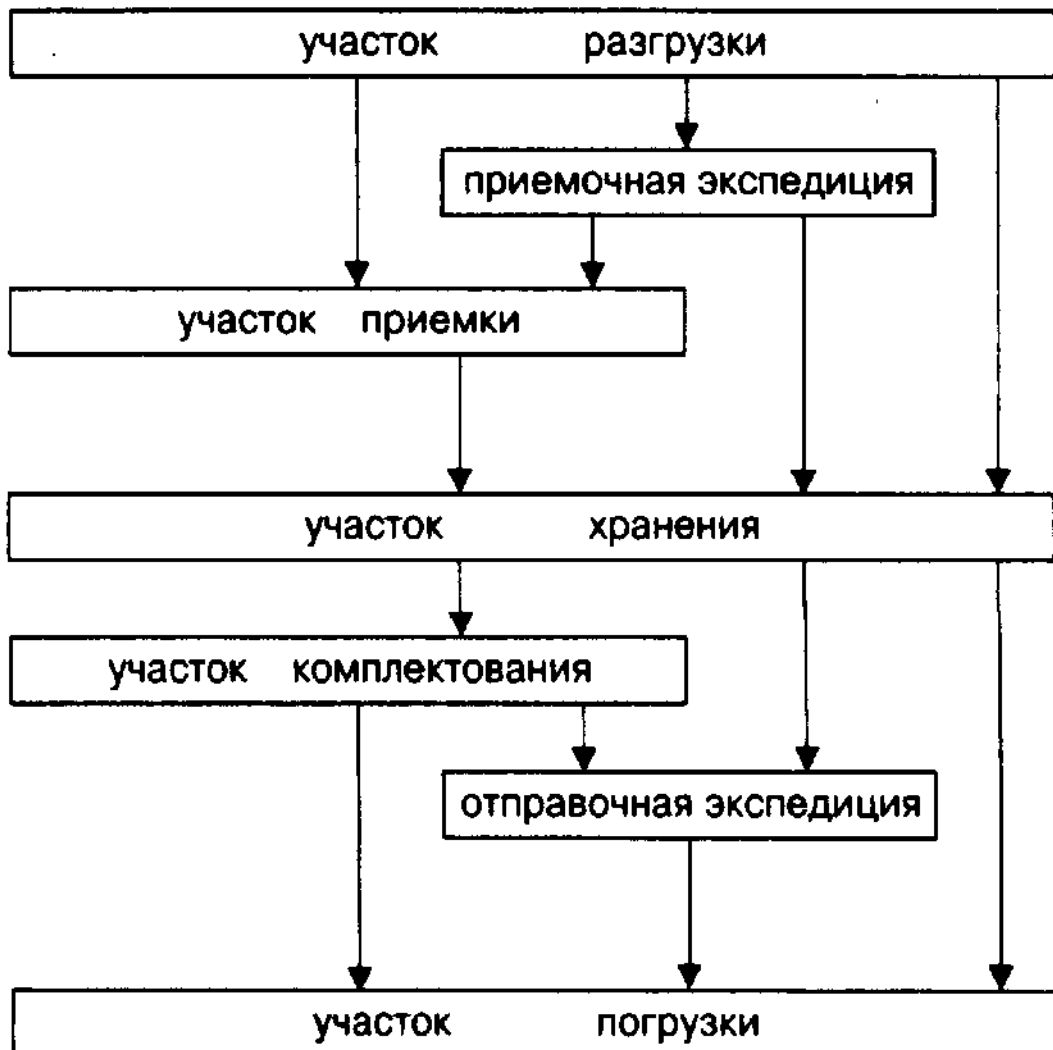 участок разгрузки
приемочная экспедиция
участок приемки
участок хранения
участок комплектования
отправочная экспедиция
участок погрузки